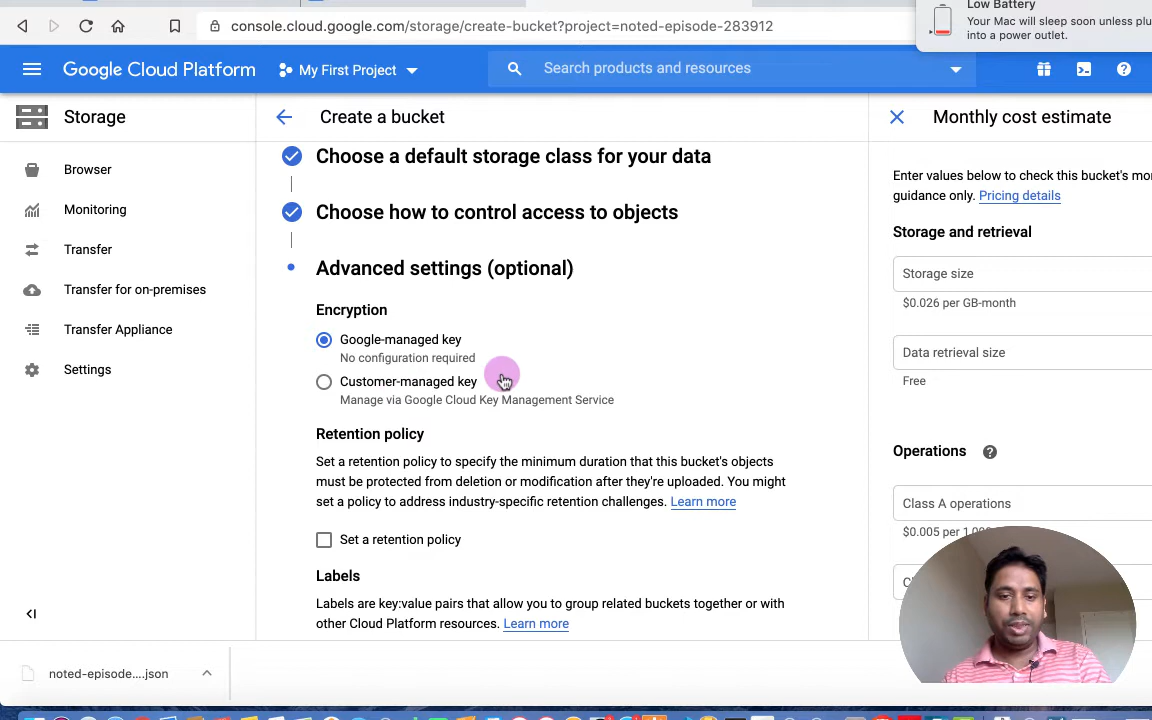 console.cloud.google.com/storage/create-bucket?project=noted-episode-283912
Low Battery
Your Mac will sleep soon unless plu
into a power outlet.
Google Cloud Platform
My First Project
Search products and resources
Storage
Create a bucket
Monthly cost estimate
Browser
Monitoring
Transfer
Transfer for on-premises
Transfer Appliance
Settings
Choose a default storage class for your data
Choose how to control access to objects
Advanced settings (optional)
Encryption
Google-managed key
No configuration required
Customer-managed key
Manage via Google Cloud Key Management Service
Retention policy
Set a retention policy to specify the minimum duration that this bucket's objects
must be protected from deletion or modification after they're uploaded. You might
set a policy to address industry-specific retention challenges. Learn more
Set a retention policy
Labels
Labels are key:value pairs that allow you to group related buckets together or with
other Cloud Platform resources. Learn more
Enter values below to check this bucket's mo
guidance only. Pricing details
Storage and retrieval
Storage size
$0.026 per GB-month
Data retrieval size
Free
Operations
Class A operations
$0.005 per 1,00
noted-episode....json